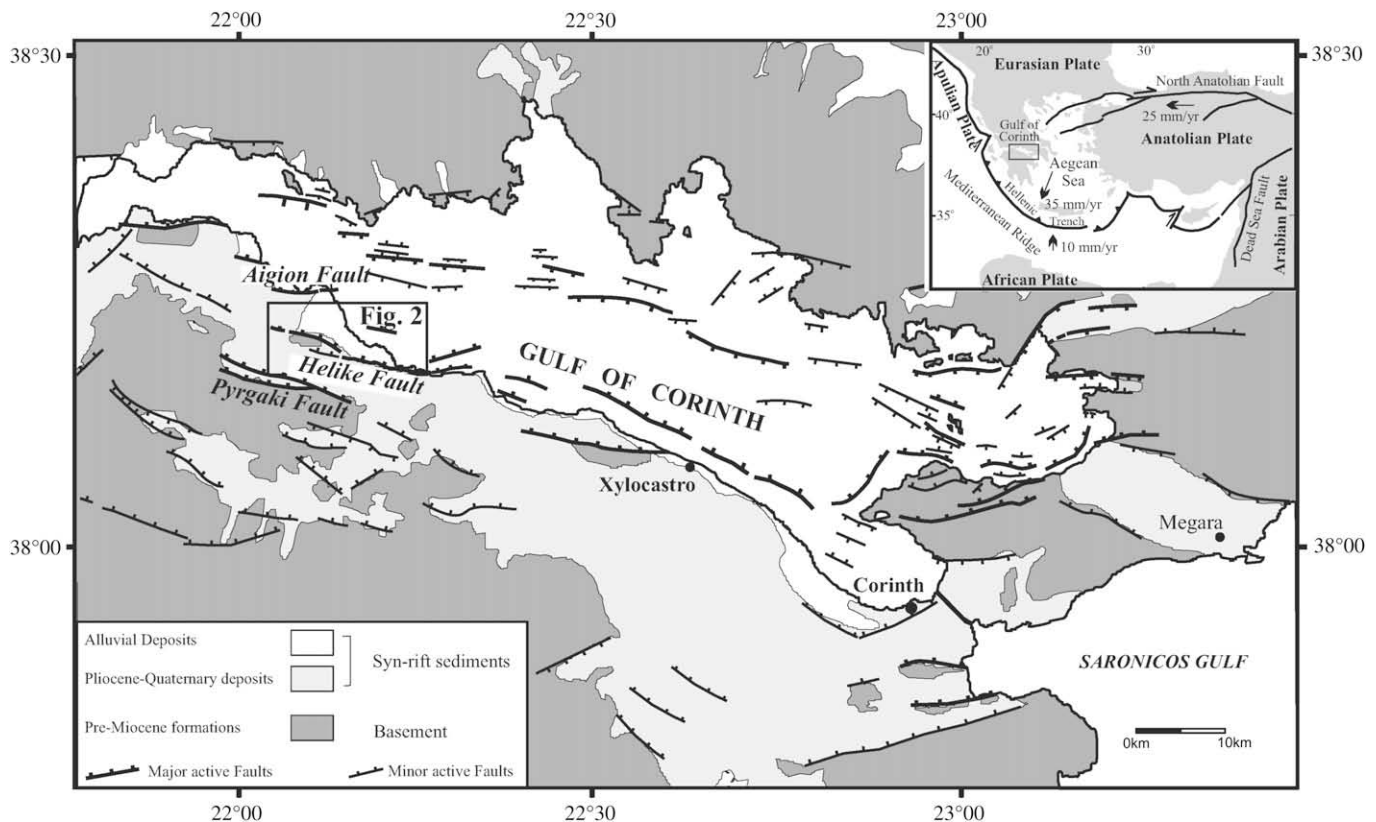 22°00
22°30
23°00
38°30
38°30
20°
30°
Eurasian Plate
North Anatolian Fault
Apulian Plate
40°
25 mm/yr
Gulf of
Corinth
Anatolian Plate
Aegean
Sea
Mediterranean Ridge
Hellenic
Trench
35 mm/yr
35°
10 mm/yr
Dead Sea Fault
Arabian Plate
African Plate
Aigion Fault
Fig. 2
Helike Fault
Pyrgaki Fault
GULF OF CORINTH
Xylocastro
Megara
38°00
38°00
Corinth
SARONICOS GULF
Alluvial Deposits
Syn-rift sediments
Pliocene-Quaternary deposits
Pre-Miocene formations
Basement
Major active Faults
Minor active Faults
0km
10km
22°00
22°30
23°00